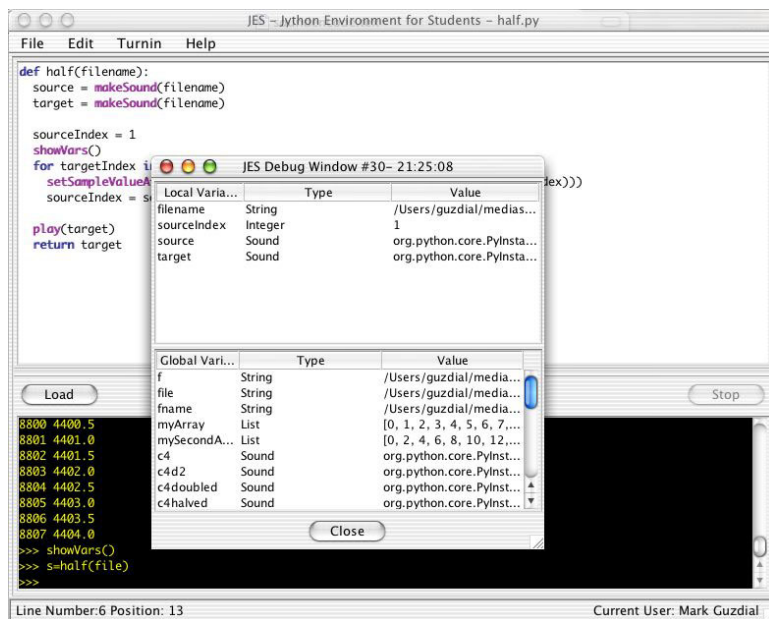 JES – Jython Environment for Students – half.py
File Edit Turnin Help
def half(filename):
source = makeSound(filename)
target = makeSound(filename)
sourceIndex = 1
showVars()
for targetIndex
setSampleValueA
ex)))
sourceIndex =
play(target)
return target
JES Debug Window #30– 21:25:08
Local Varia... Type Value
filename String /Users/guzdial/medias...
sourceIndex Integer 1
source Sound org.python.core.PyInsta...
target Sound org.python.core.PyInsta...
Global Vari... Type Value
f String /Users/guzdial/media...
file String /Users/guzdial/media...
fname String /Users/guzdial/media...
myArray List [0, 1, 2, 3, 4, 5, 6, 7,...
mySecondA... List [0, 2, 4, 6, 8, 10, 12,...
c4 Sound org.python.core.PyInst...
c4d2 Sound org.python.core.PyInst...
c4doubled Sound org.python.core.PyInst...
c4halved Sound org.python.core.PyInst...
Close
Load
Stop
8800 4400.5
8801 4401.0
8802 4401.5
8803 4402.0
8804 4402.5
8805 4403.0
8806 4403.5
8807 4404.0
>>> showVars()
>>> s=half(file)
>>>
Line Number:6 Position: 13
Current User: Mark Guzdial